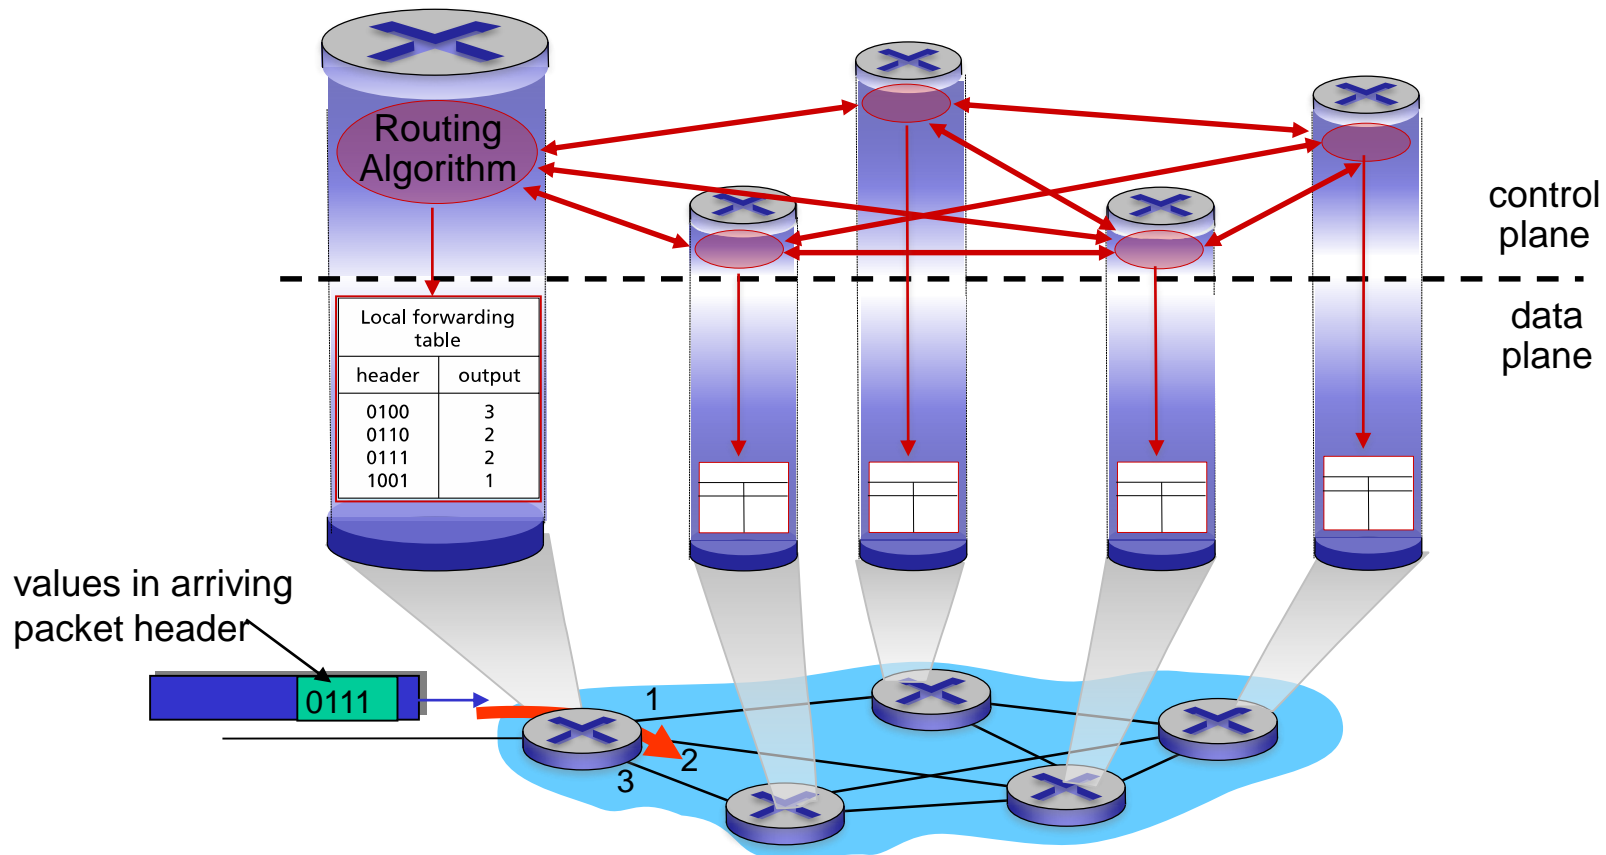 Routing
Algorithm
control
plane
data
plane
Local forwarding
table
header output
0100 3
0110 2
0111 2
1001 1
values in arriving
packet header
0111
1
2
3